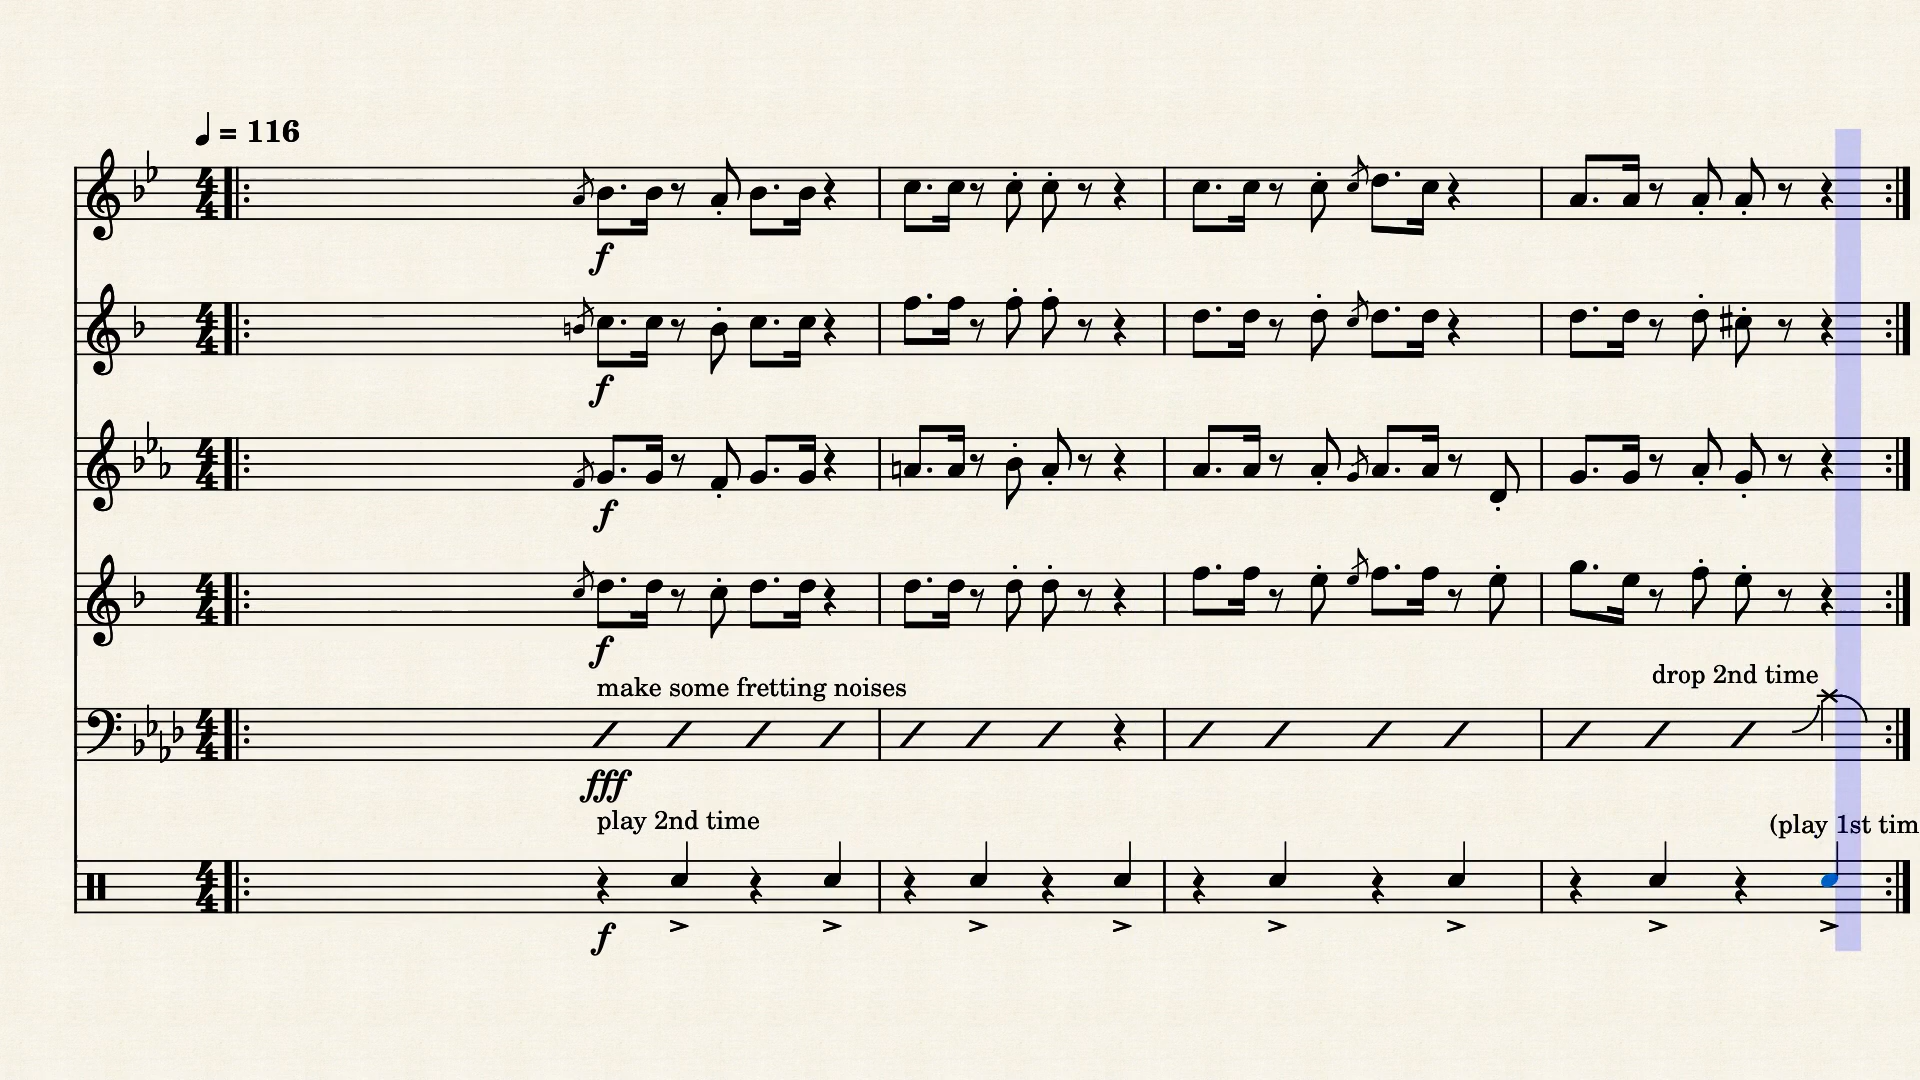 = 116
f
f
f
f
make some fretting noises
drop 2nd time
fff
play 2nd time
(play 1st tim
f